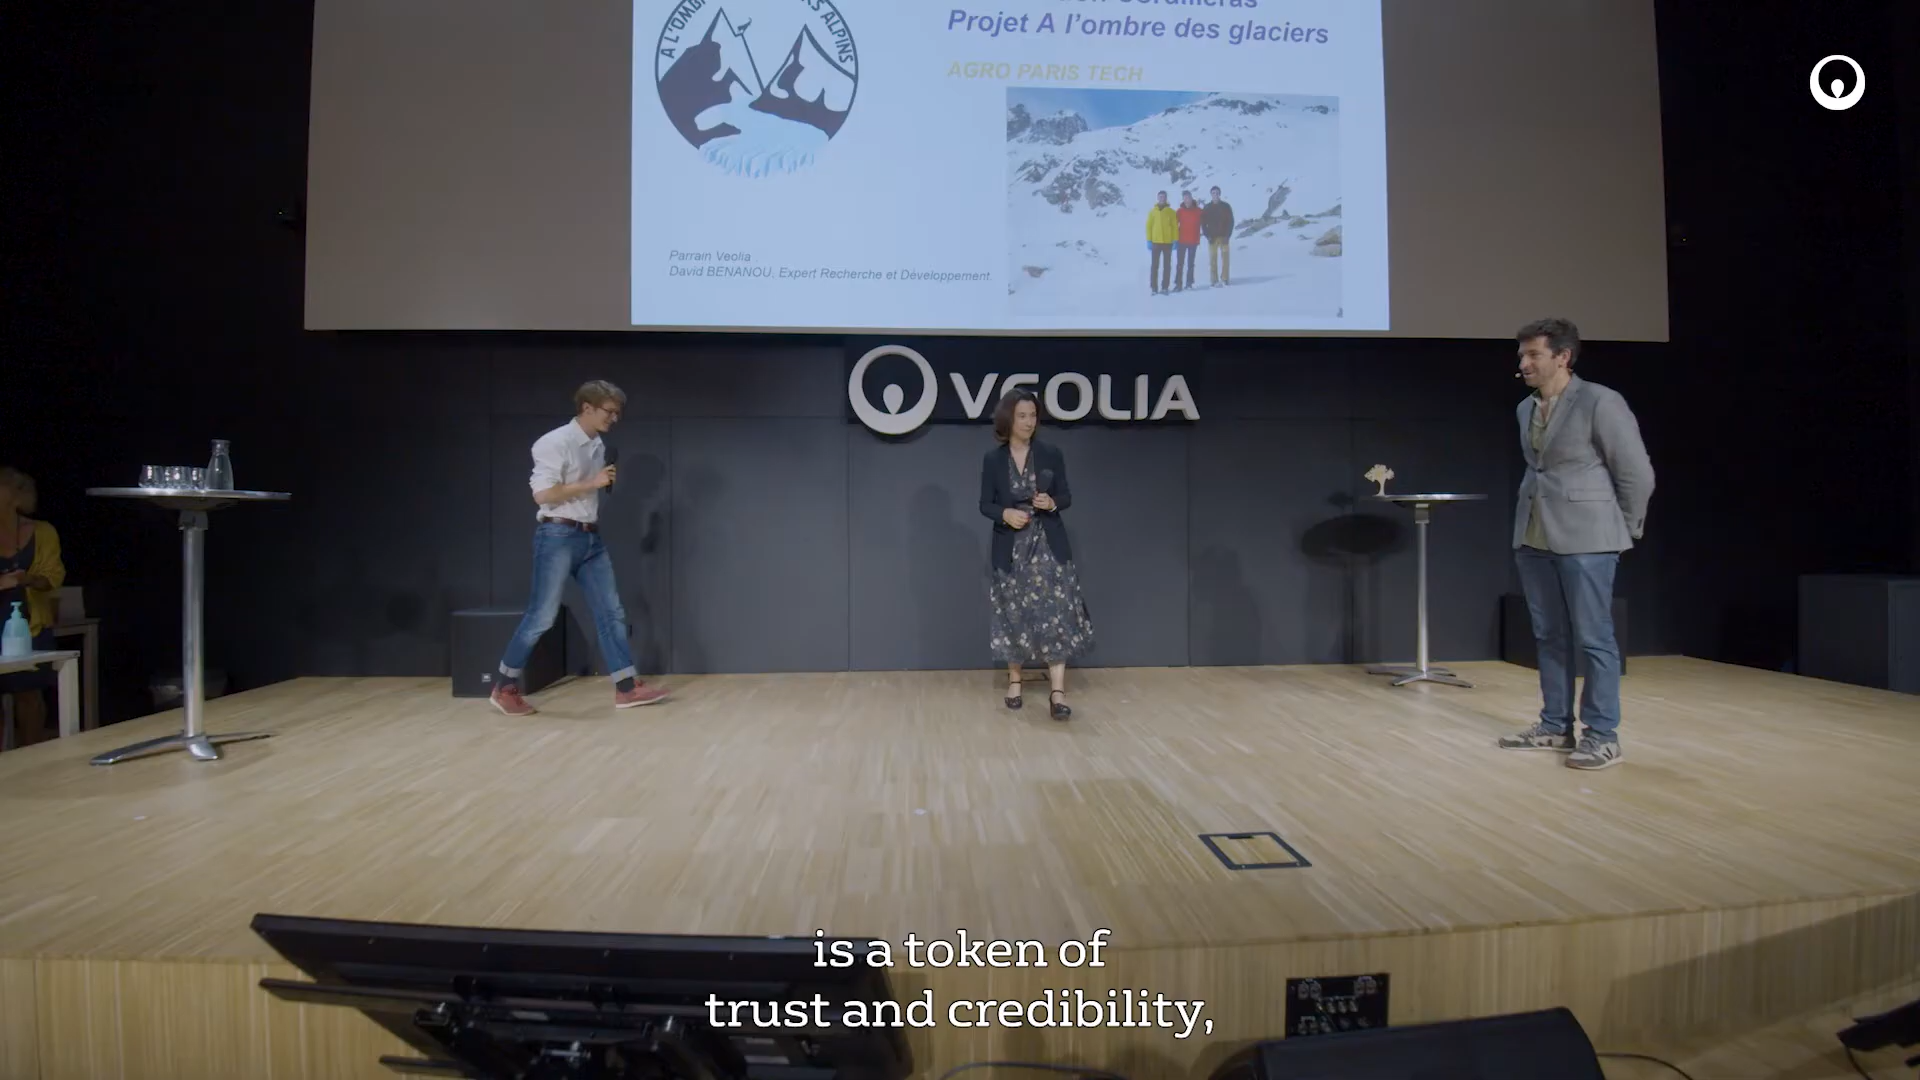 Projet A l'ombre des glaciers
AGRO PARIS TECH
Parrain Veolia
David BENANOU, Expert Recherche et Développement.
VEOLIA
is a token of
trust and credibility,